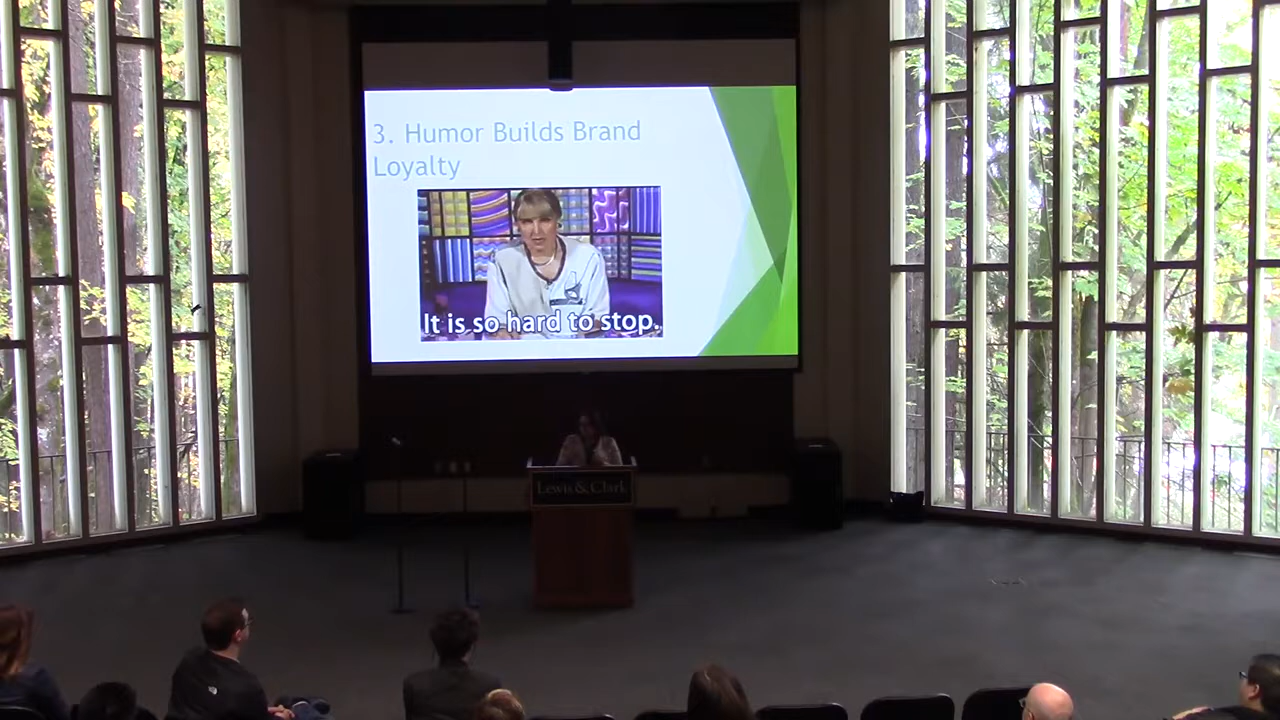 3. Humor Builds Brand
Loyalty
It is so hard to stop.
Lewis & Clark